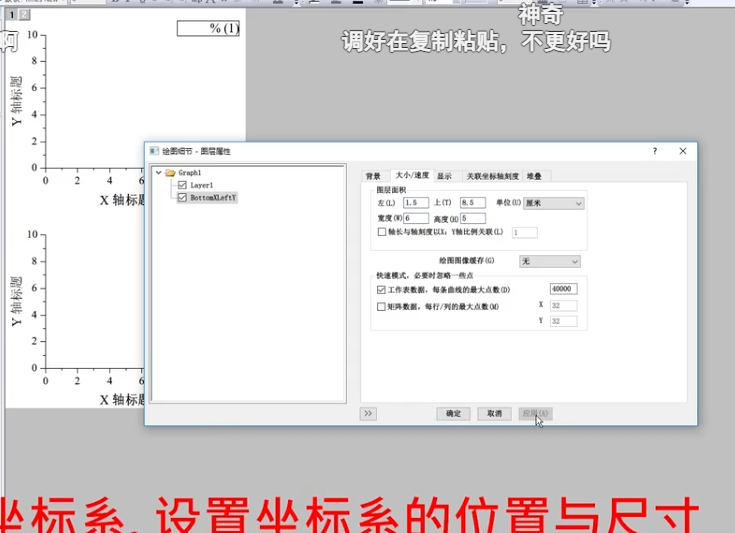 神奇
调好在复制粘贴，不更好吗
啊
1 2
% (1)
10
8
6
4
2
0
Y 轴标题
0 2 4 6
X 轴标题
10
8
6
4
2
0
Y 轴标题
0 2 4 6
X 轴标题
绘图细节 - 图层属性
? ×
Graph1
Layer1
BottomXLeftY
背景 大小/速度 显示 关联坐标轴刻度 堆叠
图层面积
左(L) 1.5 上(T) 8.5 单位(U) 厘米
宽度(W) 6 高度(H) 5
轴长与轴刻度以X: Y轴比例关联(L) 1
绘图图像缓存(G) 无
快速模式，必要时忽略一些点
工作表数据，每条曲线的最大点数(D) 40000
矩阵数据，每行/列的最大点数(M) X 32
Y 32
>> 确定 取消 应用(A)
坐标系，设置坐标系的位置与尺寸